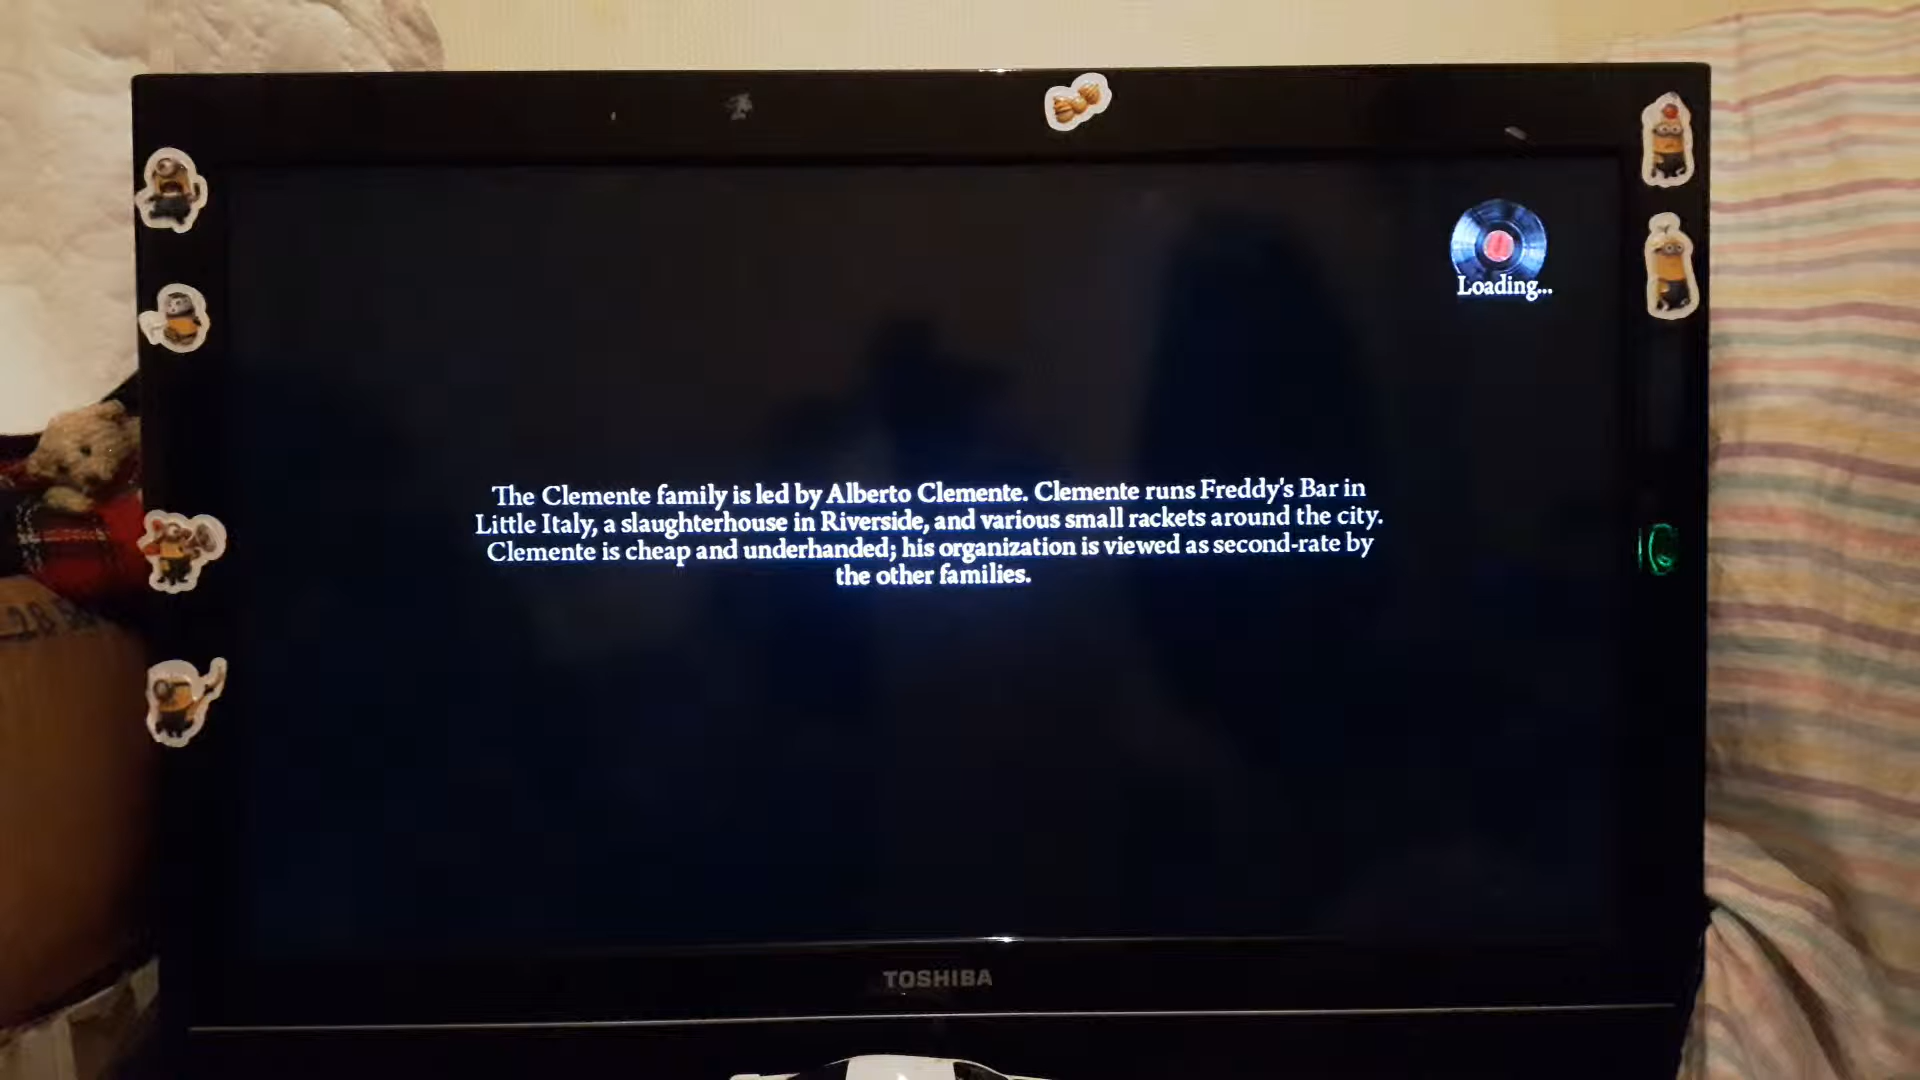 Loading...
The Clemente family is led by Alberto Clemente. Clemente runs Freddy's Bar in
Little Italy, a slaughterhouse in Riverside, and various small rackets around the city.
Clemente is cheap and underhanded; his organization is viewed as second-rate by
the other families.
TOSHIBA